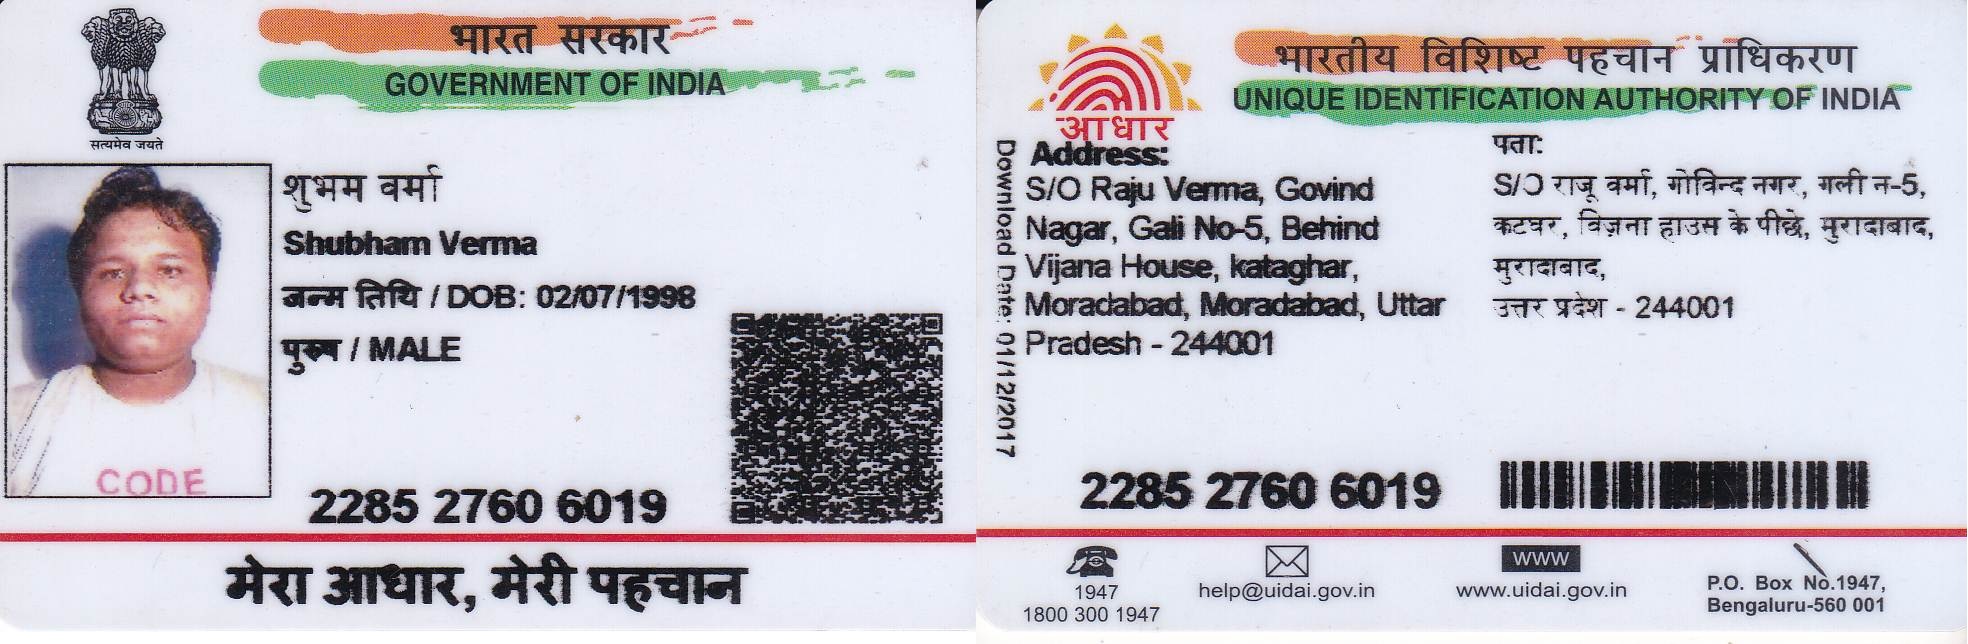 भारत सरकार
GOVERNMENT OF INDIA
सत्यमेव जयते
शुभम वर्मा
Shubham Verma
जन्म तिथि / DOB: 02/07/1998
पुरुष / MALE
CODE
2285 2760 6019
मेरा आधार, मेरी पहचान
भारतीय विशिष्ट पहचान प्राधिकरण
UNIQUE IDENTIFICATION AUTHORITY OF INDIA
आधार
Download Date: 01/12/2017
Address:
S/O Raju Verma, Govind
Nagar, Gali No-5, Behind
Vijana House, kataghar,
Moradabad, Moradabad, Uttar
Pradesh - 244001
पता:
S/O राजू वर्मा, गोविन्द नगर, गली न-5,
कटघर, विज़ना हाउस के पीछे, मुरादाबाद,
मुरादाबाद,
उत्तर प्रदेश - 244001
2285 2760 6019
1947
1800 300 1947
help@uidai.gov.in
WWW
www.uidai.gov.in
P.O. Box No.1947,
Bengaluru-560 001